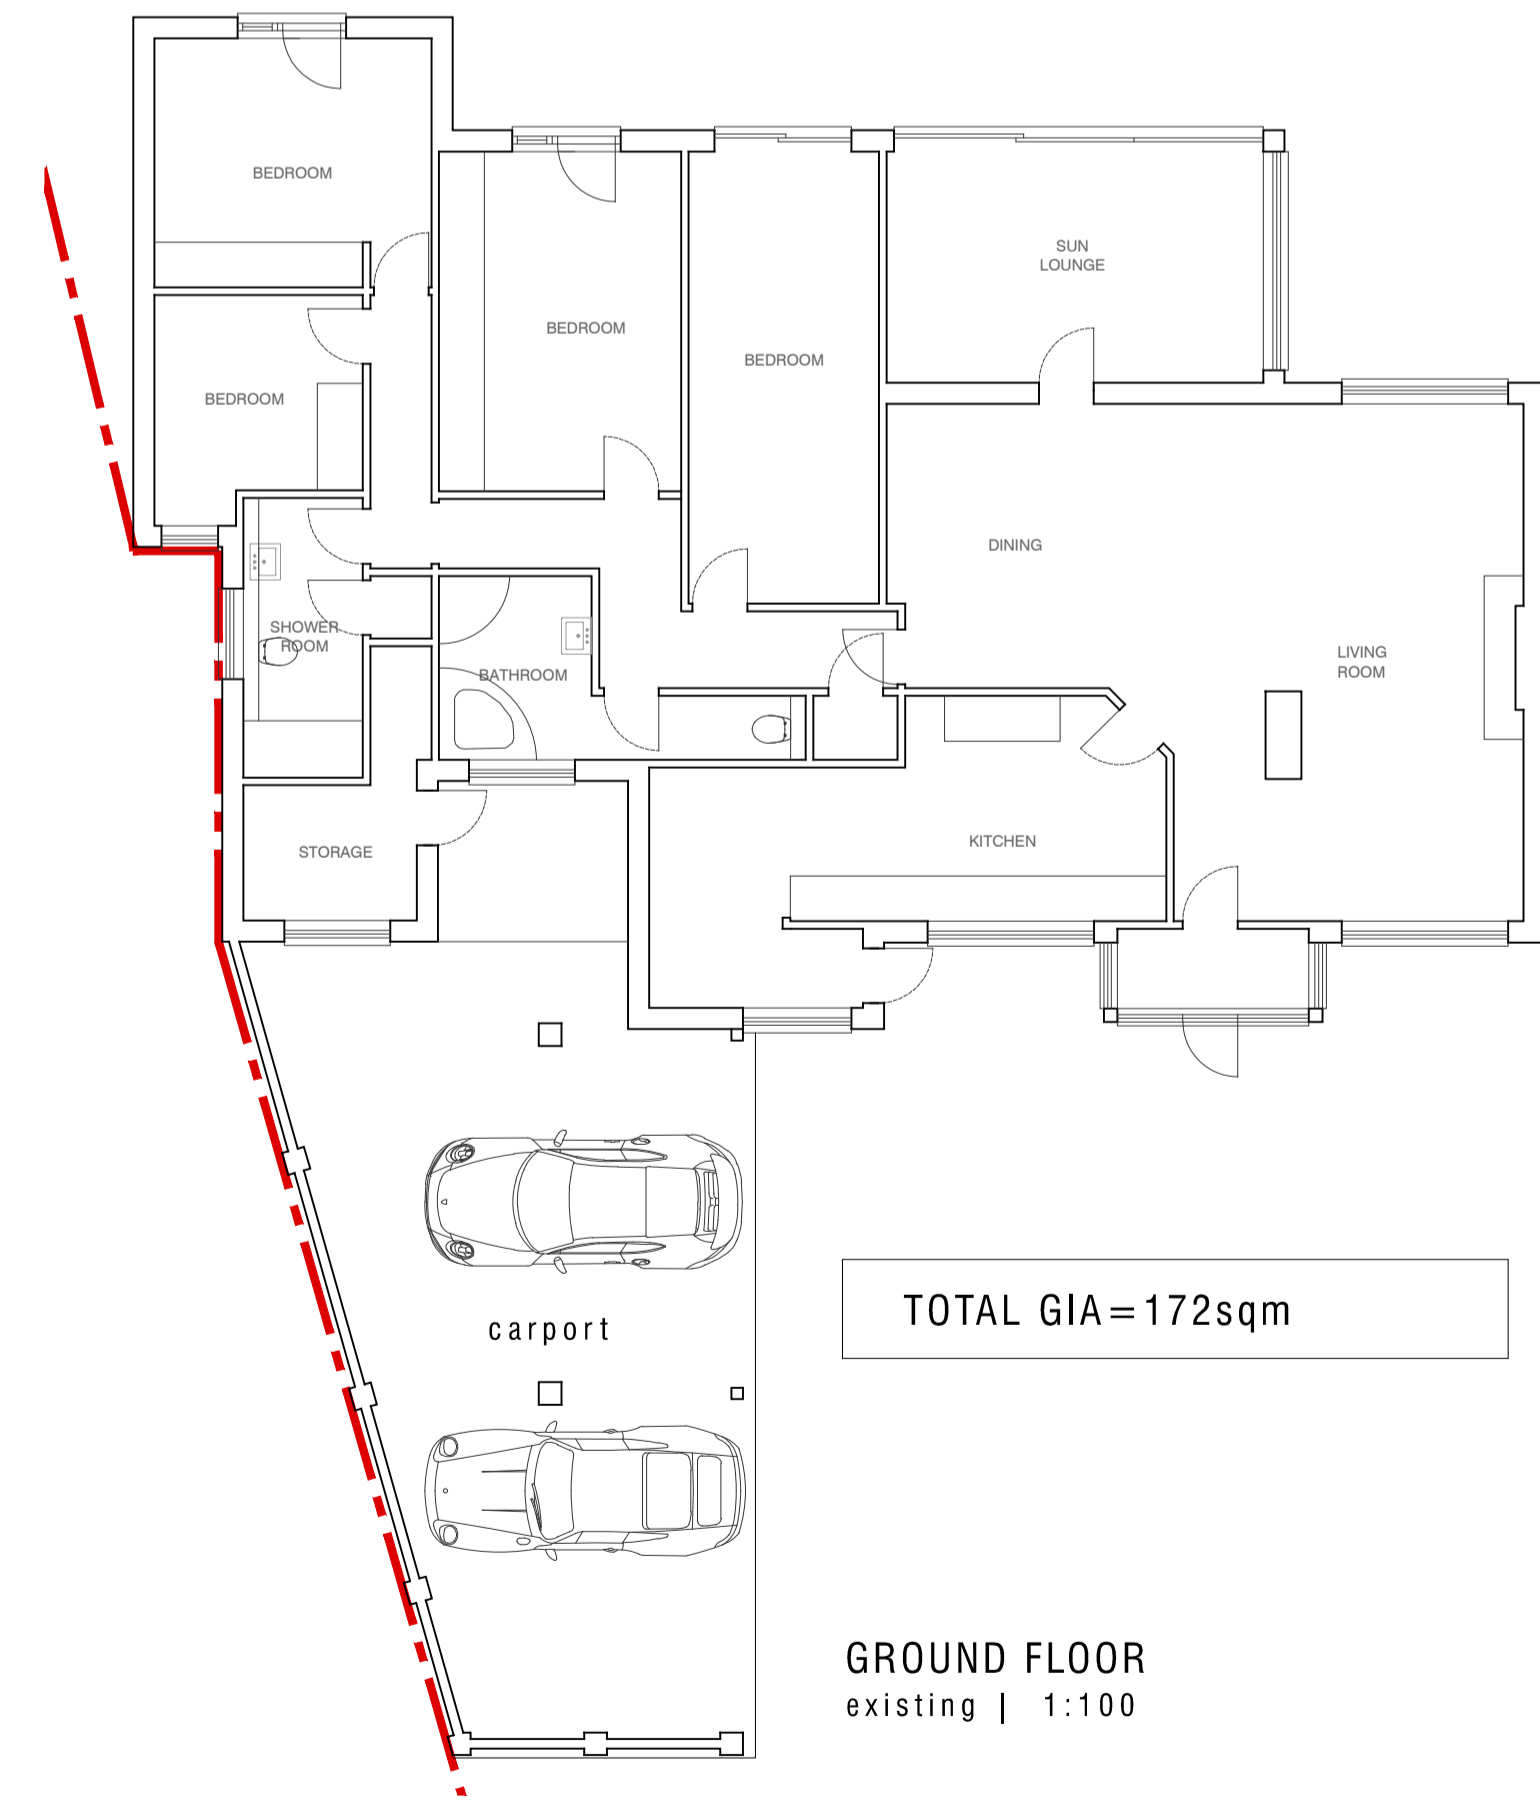 BEDROOM
SUN
LOUNGE
BEDROOM
BEDROOM
BEDROOM
DINING
SHOWER
ROOM
LIVING
ROOM
BATHROOM
KITCHEN
STORAGE
TOTAL GIA=172sqm
carport
GROUND FLOOR
existing | 1:100